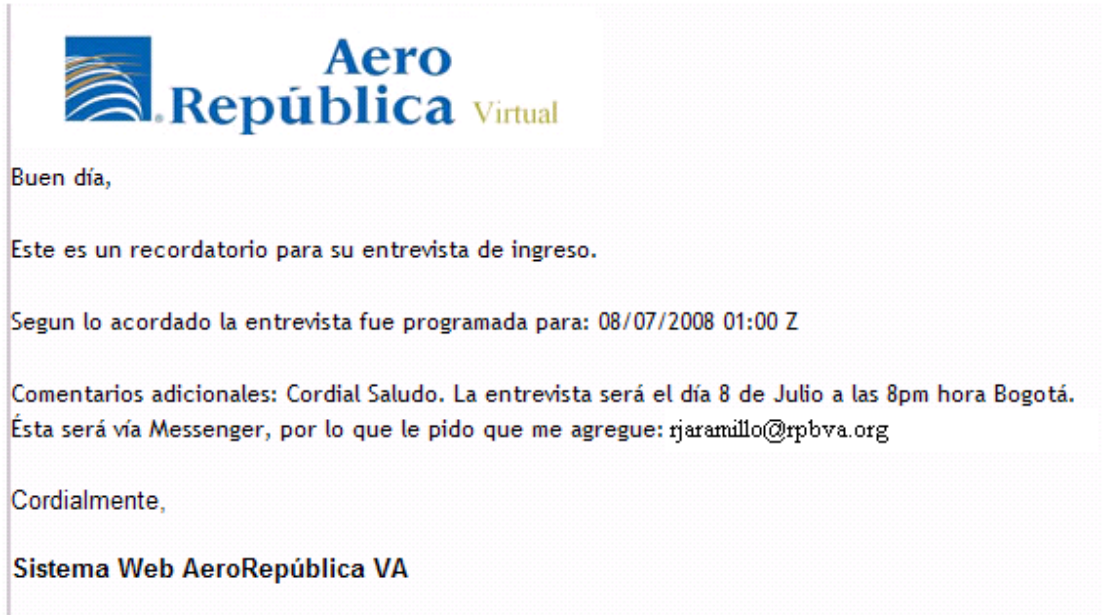 Aero
República Virtual
Buen día,
Este es un recordatorio para su entrevista de ingreso.
Segun lo acordado la entrevista fue programada para: 08/07/2008 01:00 Z
Comentarios adicionales: Cordial Saludo. La entrevista será el día 8 de Julio a las 8pm hora Bogotá.
Ésta será vía Messenger, por lo que le pido que me agregue: rjaramillo@rpbva.org
Cordialmente,
Sistema Web AeroRepública VA